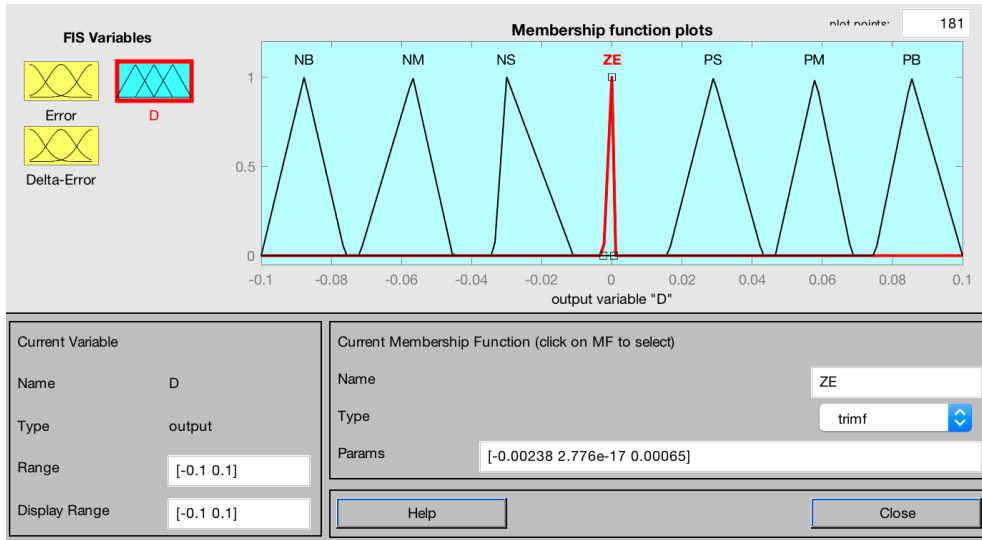 FIS Variables
Membership function plots
plot points:
181
NB
NM
NS
ZE
PS
PM
PB
Error
D
Delta-Error
1
0.5
0
-0.1
-0.08
-0.06
-0.04
-0.02
0
0.02
0.04
0.06
0.08
0.1
output variable "D"
Current Variable
Name
D
Type
output
Range
[-0.1 0.1]
Display Range
[-0.1 0.1]
Current Membership Function (click on MF to select)
Name
ZE
Type
trimf
Params
[-0.00238 2.776e-17 0.00065]
Help
Close